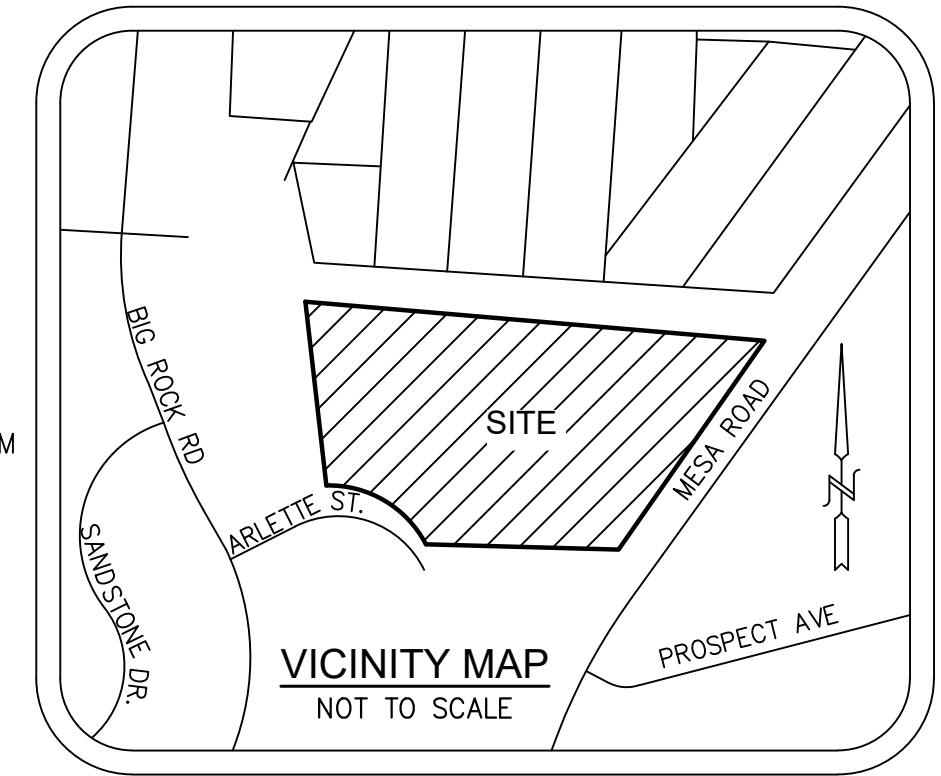 BIG ROCK RD
M
SITE
MESA ROAD
ARLETTE ST.
SANDSTONE DR.
PROSPECT AVE
VICINITY MAP
NOT TO SCALE
N